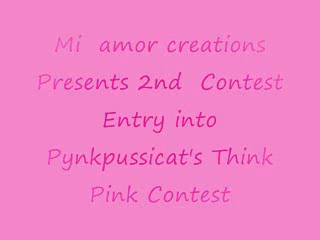 Mi amor creations
Presents 2nd Contest
Entry into
Pynkpussicat's Think
Pink Contest